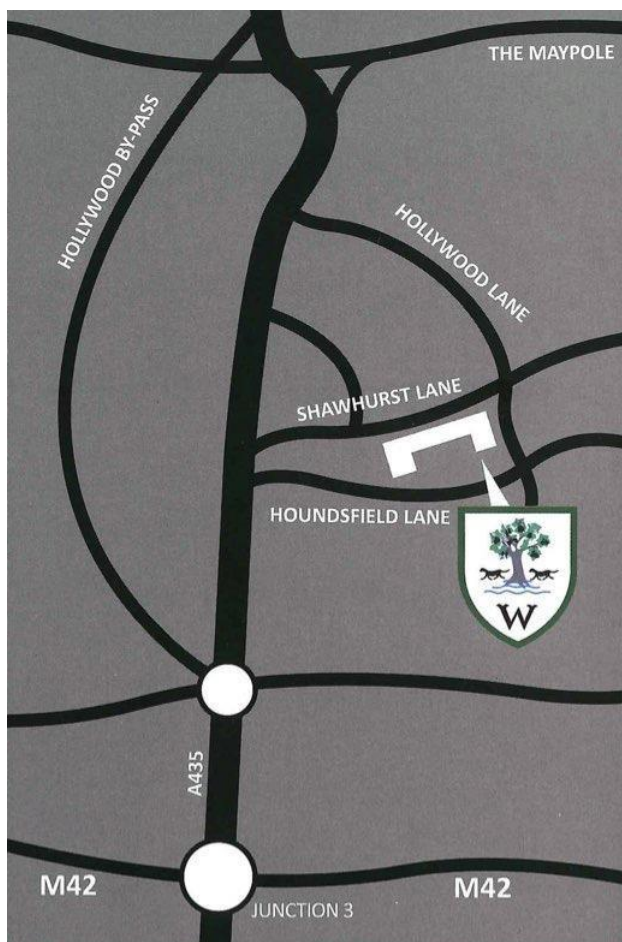 THE MAYPOLE
HOLLYWOOD BY-PASS
HOLLYWOOD LANE
SHAWHURST LANE
HOUNDSFIELD LANE
W
A435
M42
M42
JUNCTION 3